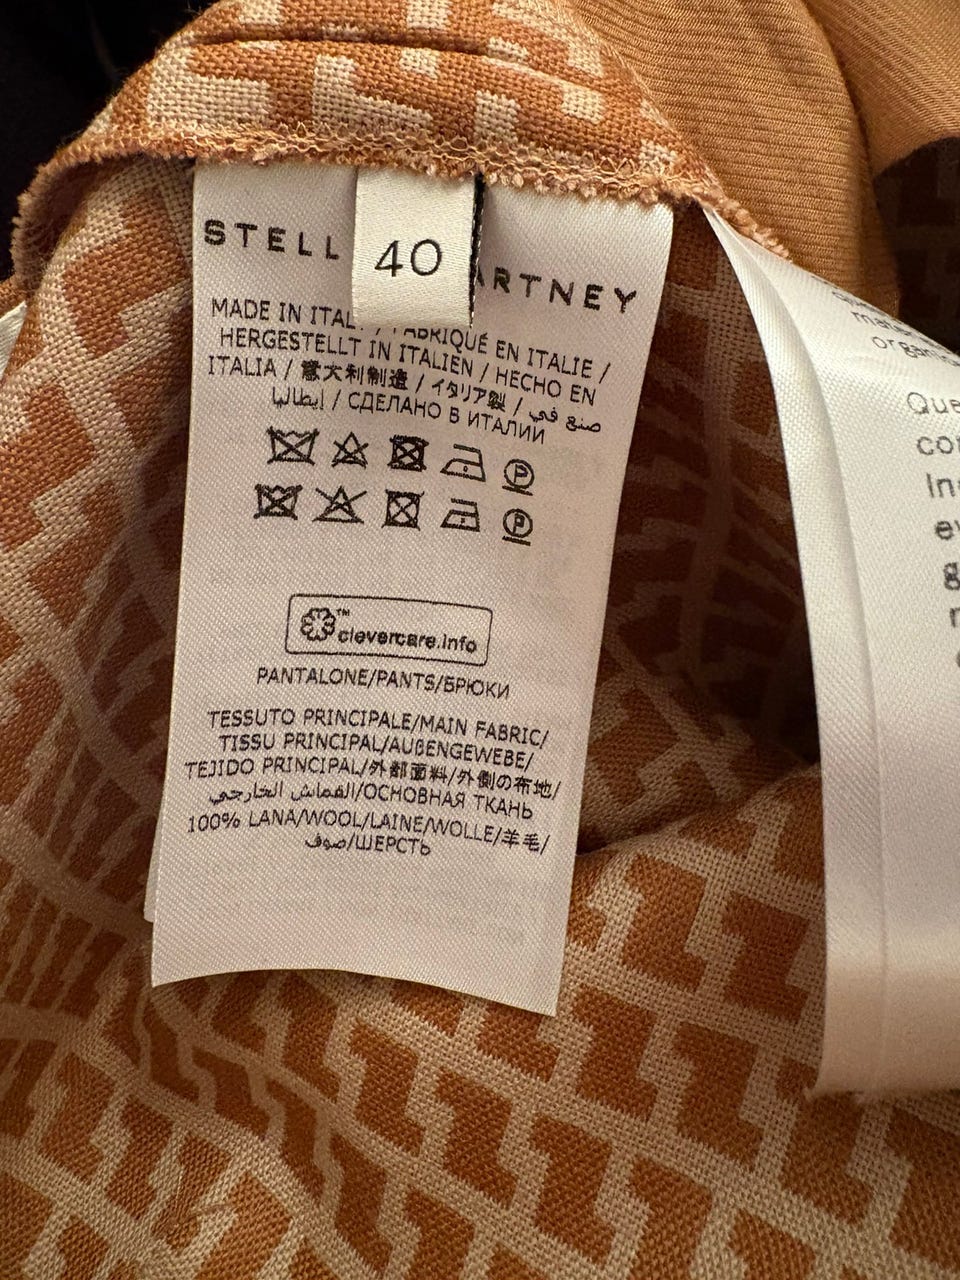 STELL
40
ARTNEY
MADE IN ITAL / FABRIQUÉ EN ITALIE /
HERGESTELLT IN ITALIEN / HECHO EN
ITALIA / 意大利制造 / イタリア製 / صنع في
إيطاليا / СДЕЛАНО В ИТАЛИИ
P
P
™
clevercare.info
PANTALONE/PANTS/БРЮКИ
TESSUTO PRINCIPALE/MAIN FABRIC/
TISSU PRINCIPAL/AUßENGEWEBE/
TEJIDO PRINCIPAL/外部面料/外側の布地/
القماش الخارجي/ОСНОВНАЯ ТКАНЬ
100% LANA/WOOL/LAINE/WOLLE/羊毛/
صوف/ШЕРСТЬ
organi
Que